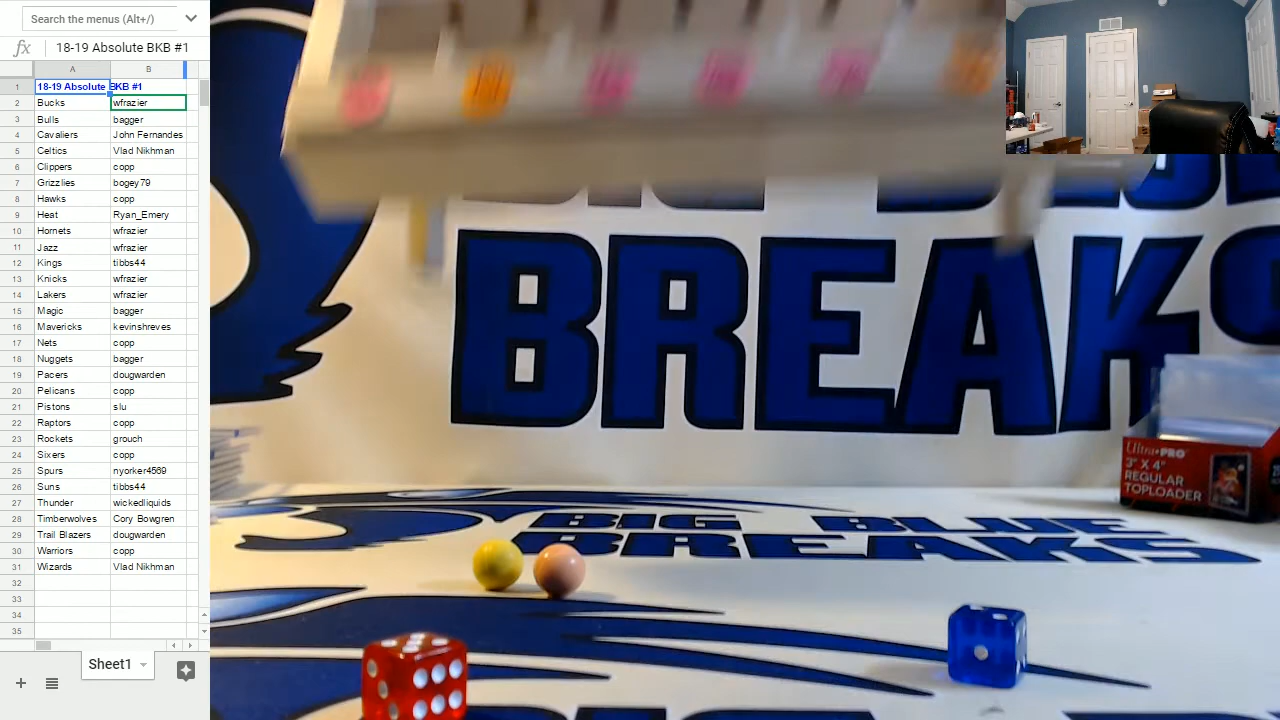 Search the menus (Alt+/)
fx 18-19 Absolute BKB #1
A B
1 18-19 Absolute BKB #1
2 Bucks wfrazier
3 Bulls bagger
4 Cavaliers John Fernandes
5 Celtics Vlad Nikhman
6 Clippers copp
7 Grizzlies bogey79
8 Hawks copp
9 Heat Ryan_Emery
10 Hornets wfrazier
11 Jazz wfrazier
12 Kings tibbs44
13 Knicks wfrazier
14 Lakers wfrazier
15 Magic bagger
16 Mavericks kevinshreves
17 Nets copp
18 Nuggets bagger
19 Pacers dougwarden
20 Pelicans copp
21 Pistons slu
22 Raptors copp
23 Rockets grouch
24 Sixers copp
25 Spurs nyorker4569
26 Suns tibbs44
27 Thunder wickedliquids
28 Timberwolves Cory Bowgren
29 Trail Blazers dougwarden
30 Warriors copp
31 Wizards Vlad Nikhman
32
33
34
35
Sheet1
BIG BLUE
BREAKS
Ultra PRO
3" X 4"
REGULAR
TOPLOADER
BIG BLUE
BREAKS